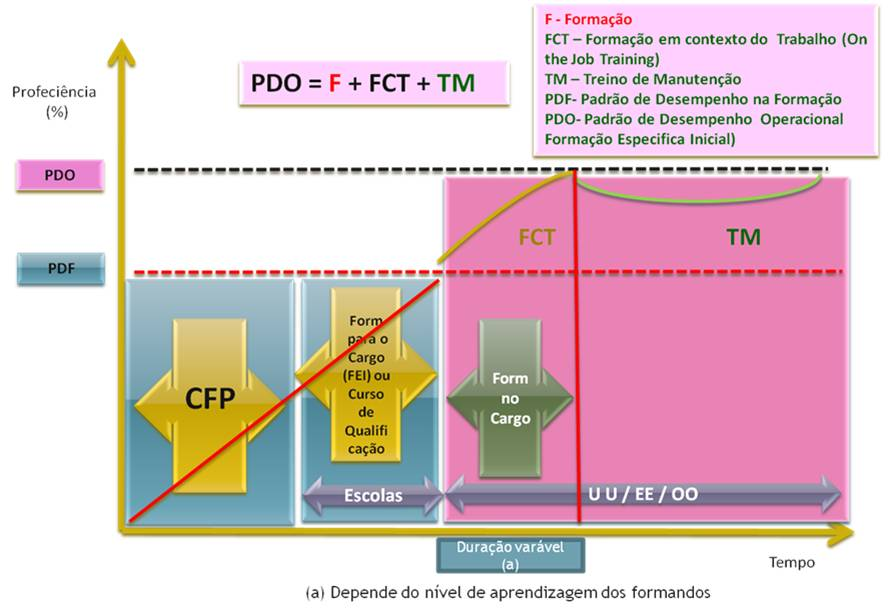 F - Formação
FCT – Formação em contexto do Trabalho (On
the Job Training)
TM – Treino de Manutenção
PDF- Padrão de Desempenho na Formação
PDO- Padrão de Desempenho Operacional
Formação Especifica Inicial)
PDO = F + FCT + TM
Profeciência
(%)
PDO
PDF
FCT
TM
CFP
Form
para o
Cargo
(FEI) ou
Curso
de
Qualifi
cação
Form
no
Cargo
Escolas
U U / EE / OO
Duração varável
(a)
Tempo
(a) Depende do nível de aprendizagem dos formandos